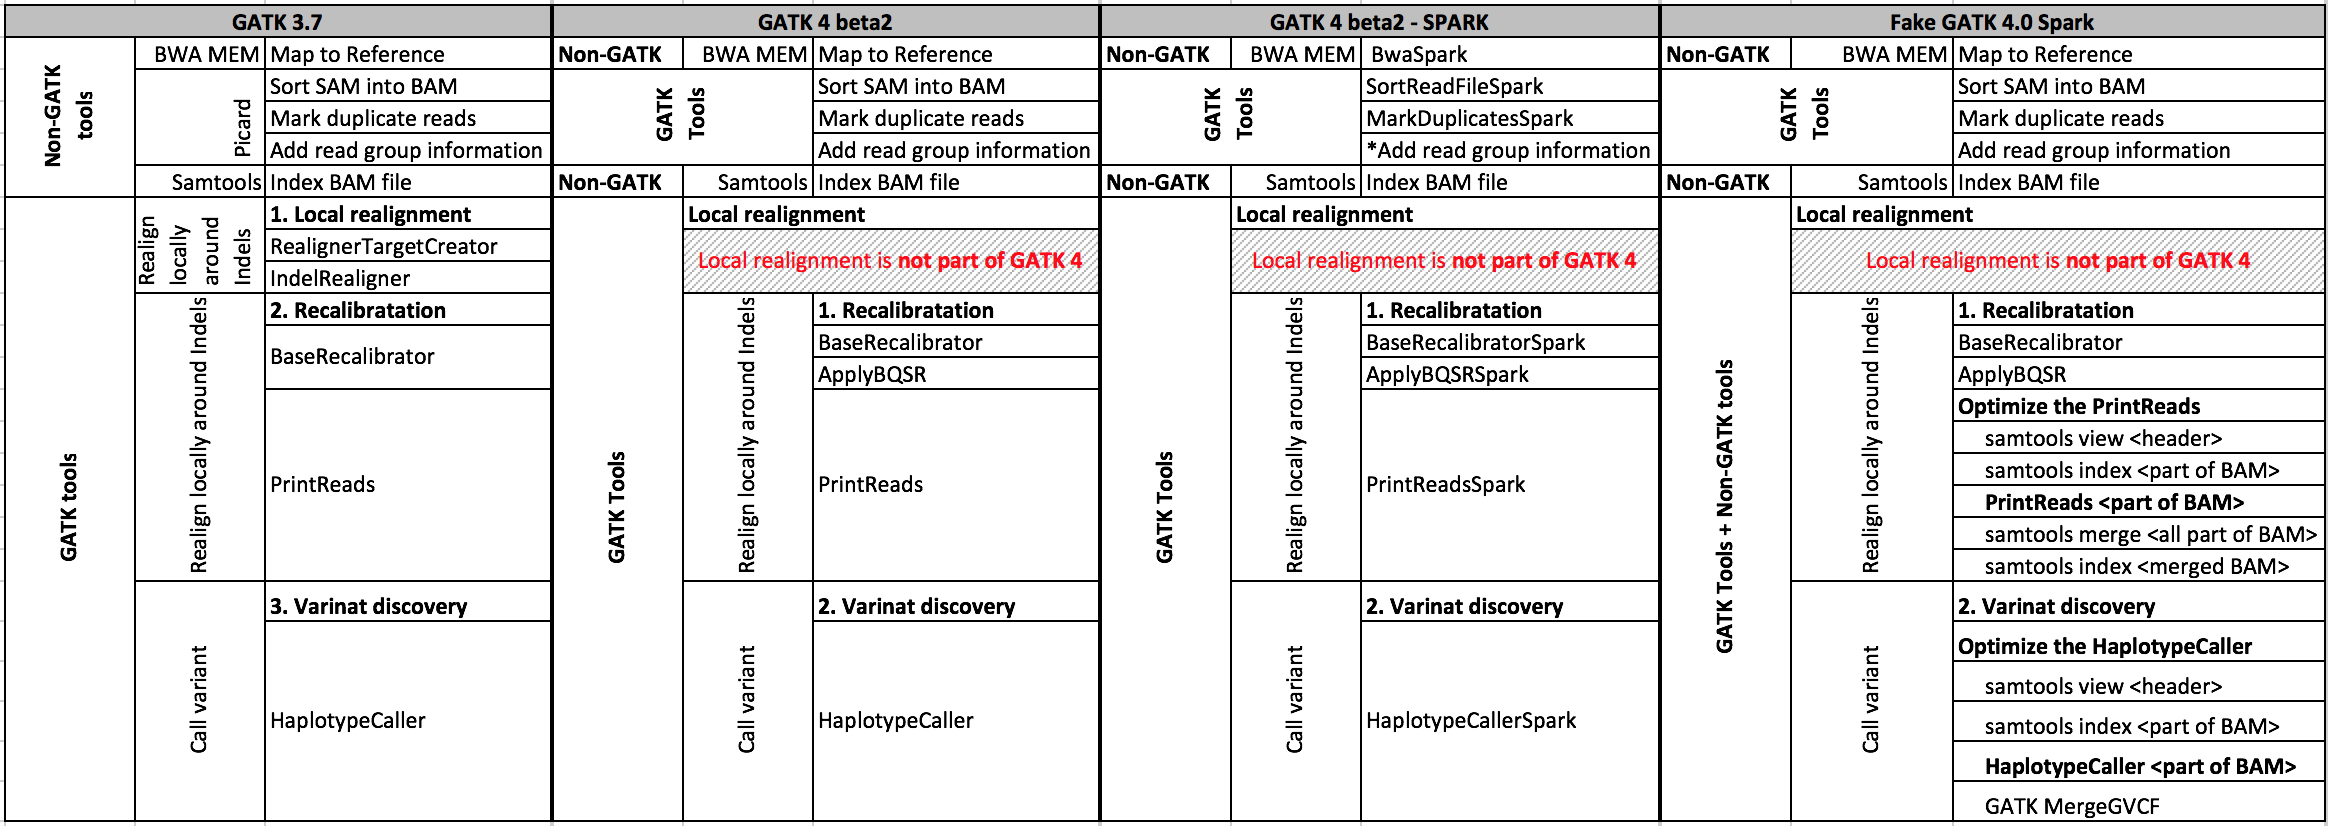 GATK 3.7
Non-GATK
tools
BWA MEM
Map to Reference
Picard
Sort SAM into BAM
Mark duplicate reads
Add read group information
Samtools
Index BAM file
GATK tools
Realign
locally
around
Indels
1. Local realignment
RealignerTargetCreator
IndelRealigner
Realign locally around Indels
2. Recalibratation
BaseRecalibrator
PrintReads
Call variant
3. Varinat discovery
HaplotypeCaller
GATK 4 beta2
Non-GATK
BWA MEM
Map to Reference
GATK
Tools
Sort SAM into BAM
Mark duplicate reads
Add read group information
Non-GATK
Samtools
Index BAM file
GATK Tools
Local realignment
Local realignment is not part of GATK 4
Realign locally around Indels
1. Recalibratation
BaseRecalibrator
ApplyBQSR
PrintReads
Call variant
2. Varinat discovery
HaplotypeCaller
GATK 4 beta2 - SPARK
Non-GATK
BWA MEM
BwaSpark
GATK
Tools
SortReadFileSpark
MarkDuplicatesSpark
*Add read group information
Non-GATK
Samtools
Index BAM file
GATK Tools
Local realignment
Local realignment is not part of GATK 4
Realign locally around Indels
1. Recalibratation
BaseRecalibratorSpark
ApplyBQSRSpark
PrintReadsSpark
Call variant
2. Varinat discovery
HaplotypeCallerSpark
Fake GATK 4.0 Spark
Non-GATK
BWA MEM
Map to Reference
GATK
Tools
Sort SAM into BAM
Mark duplicate reads
Add read group information
Non-GATK
Samtools
Index BAM file
GATK Tools + Non-GATK tools
Local realignment
Local realignment is not part of GATK 4
Realign locally around Indels
1. Recalibratation
BaseRecalibrator
ApplyBQSR
Optimize the PrintReads
samtools view <header>
samtools index <part of BAM>
PrintReads <part of BAM>
samtools merge <all part of BAM>
samtools index <merged BAM>
Call variant
2. Varinat discovery
Optimize the HaplotypeCaller
samtools view <header>
samtools index <part of BAM>
HaplotypeCaller <part of BAM>
GATK MergeGVCF